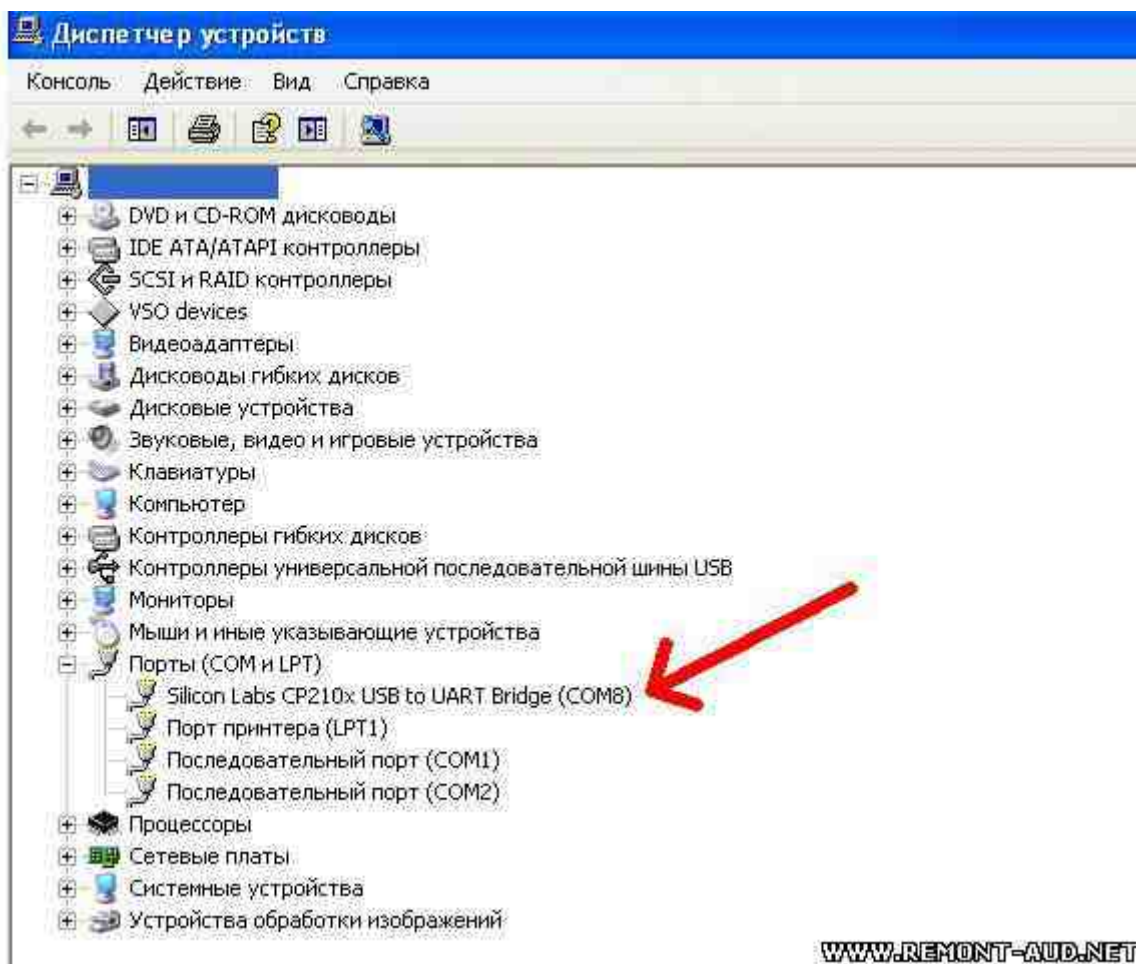 Диспетчер устройств
Консоль Действие Вид Справка
DVD и CD-ROM дисководы
IDE ATA/ATAPI контроллеры
SCSI и RAID контроллеры
VSO devices
Видеоадаптеры
Дисководы гибких дисков
Дисковые устройства
Звуковые, видео и игровые устройства
Клавиатуры
Компьютер
Контроллеры гибких дисков
Контроллеры универсальной последовательной шины USB
Мониторы
Мыши и иные указывающие устройства
Порты (COM и LPT)
Silicon Labs CP210x USB to UART Bridge (COM8)
Порт принтера (LPT1)
Последовательный порт (COM1)
Последовательный порт (COM2)
Процессоры
Сетевые платы
Системные устройства
Устройства обработки изображений
WWW.REMONT-AUD.NET